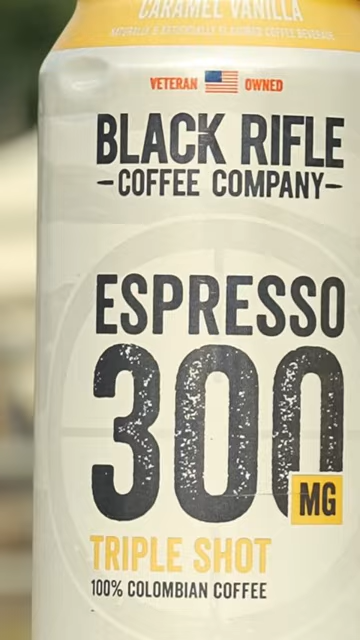 CARAMEL VANILLA
NATURALLY & ARTIFICIALLY FLAVORED COFFEE BEVERAGE
VETERAN OWNED
BLACK RIFLE
COFFEE COMPANY
ESPRESSO
300
MG
TRIPLE SHOT
100% COLOMBIAN COFFEE